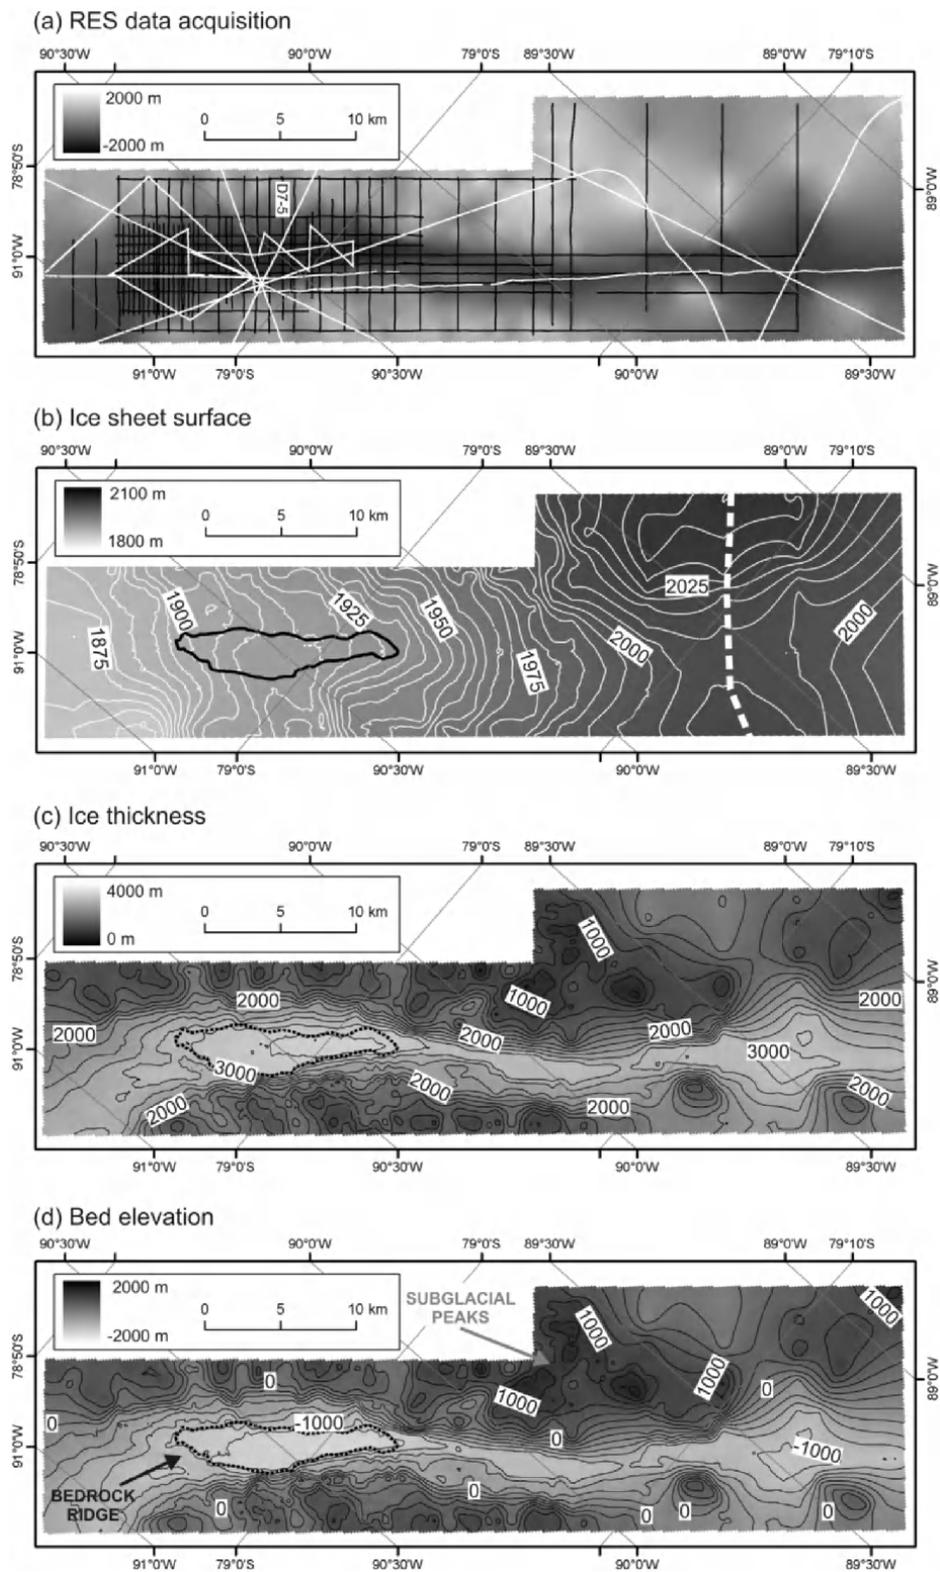 (a) RES data acquisition
90°30'W 90°0'W 79°0'S 89°30'W 89°0'W 79°10'S
2000 m
-2000 m
0 5 10 km
78°50'S
D7-5
89°0'W
91°0'W
91°0'W 79°0'S 90°30'W 90°0'W 89°30'W
(b) Ice sheet surface
90°30'W 90°0'W 79°0'S 89°30'W 89°0'W 79°10'S
2100 m
1800 m
0 5 10 km
78°50'S
2025
89°0'W
1900 1925 1950
1875 1975 2000 2000
91°0'W
91°0'W 79°0'S 90°30'W 90°0'W 89°30'W
(c) Ice thickness
90°30'W 90°0'W 79°0'S 89°30'W 89°0'W 79°10'S
4000 m
0 m
0 5 10 km
1000
78°50'S
89°0'W
2000 1000 2000
2000 2000 2000
91°0'W
3000 3000
2000 2000 2000 2000
91°0'W 79°0'S 90°30'W 90°0'W 89°30'W
(d) Bed elevation
90°30'W 90°0'W 79°0'S 89°30'W 89°0'W 79°10'S
2000 m
-2000 m
0 5 10 km
SUBGLACIAL
PEAKS
1000 1000
78°50'S
0 1000 1000 0
89°0'W
0 -1000 0 -1000
91°0'W
BEDROCK
RIDGE
0 0 0 0 0
91°0'W 79°0'S 90°30'W 90°0'W 89°30'W